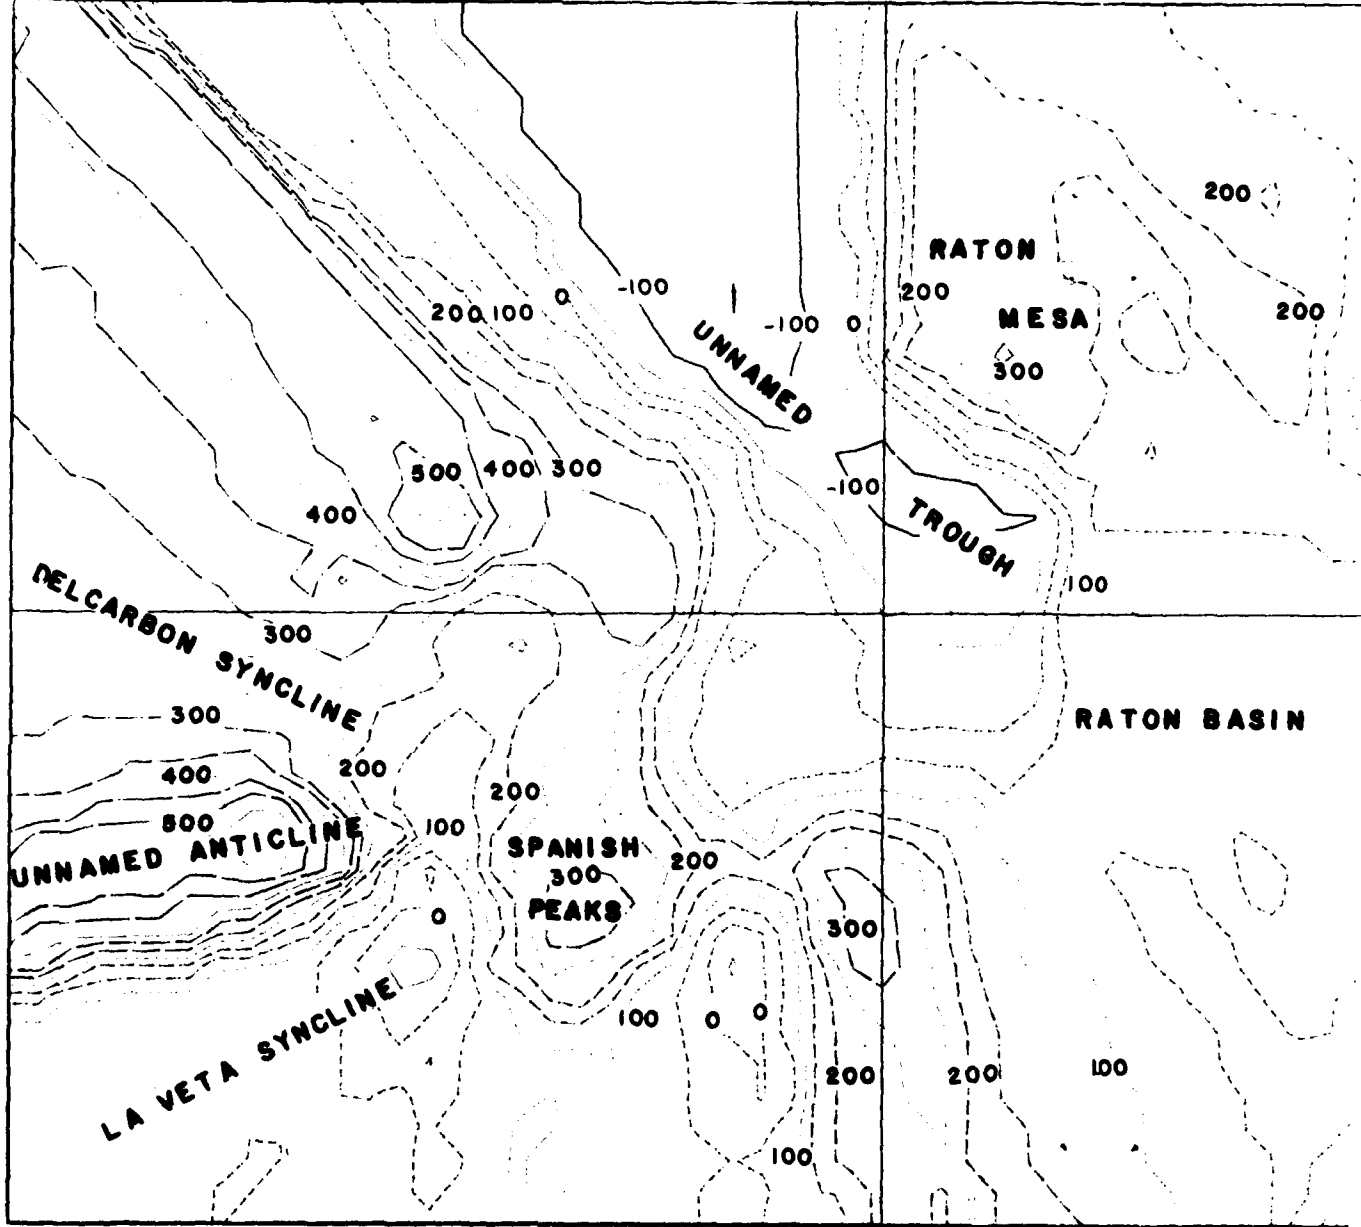 200
RATON
200
MESA
200
300
-100
0
200 100
UNNAMED
-100 0
500 400 300
400
-100
TROUGH
100
DELCARBON SYNCLINE
300
300
RATON BASIN
400
200
200
500
100
UNNAMED ANTICLINE
SPANISH
300
PEAKS
200
0
300
LA VETA SYNCLINE
100 0 0
200 200 100
100